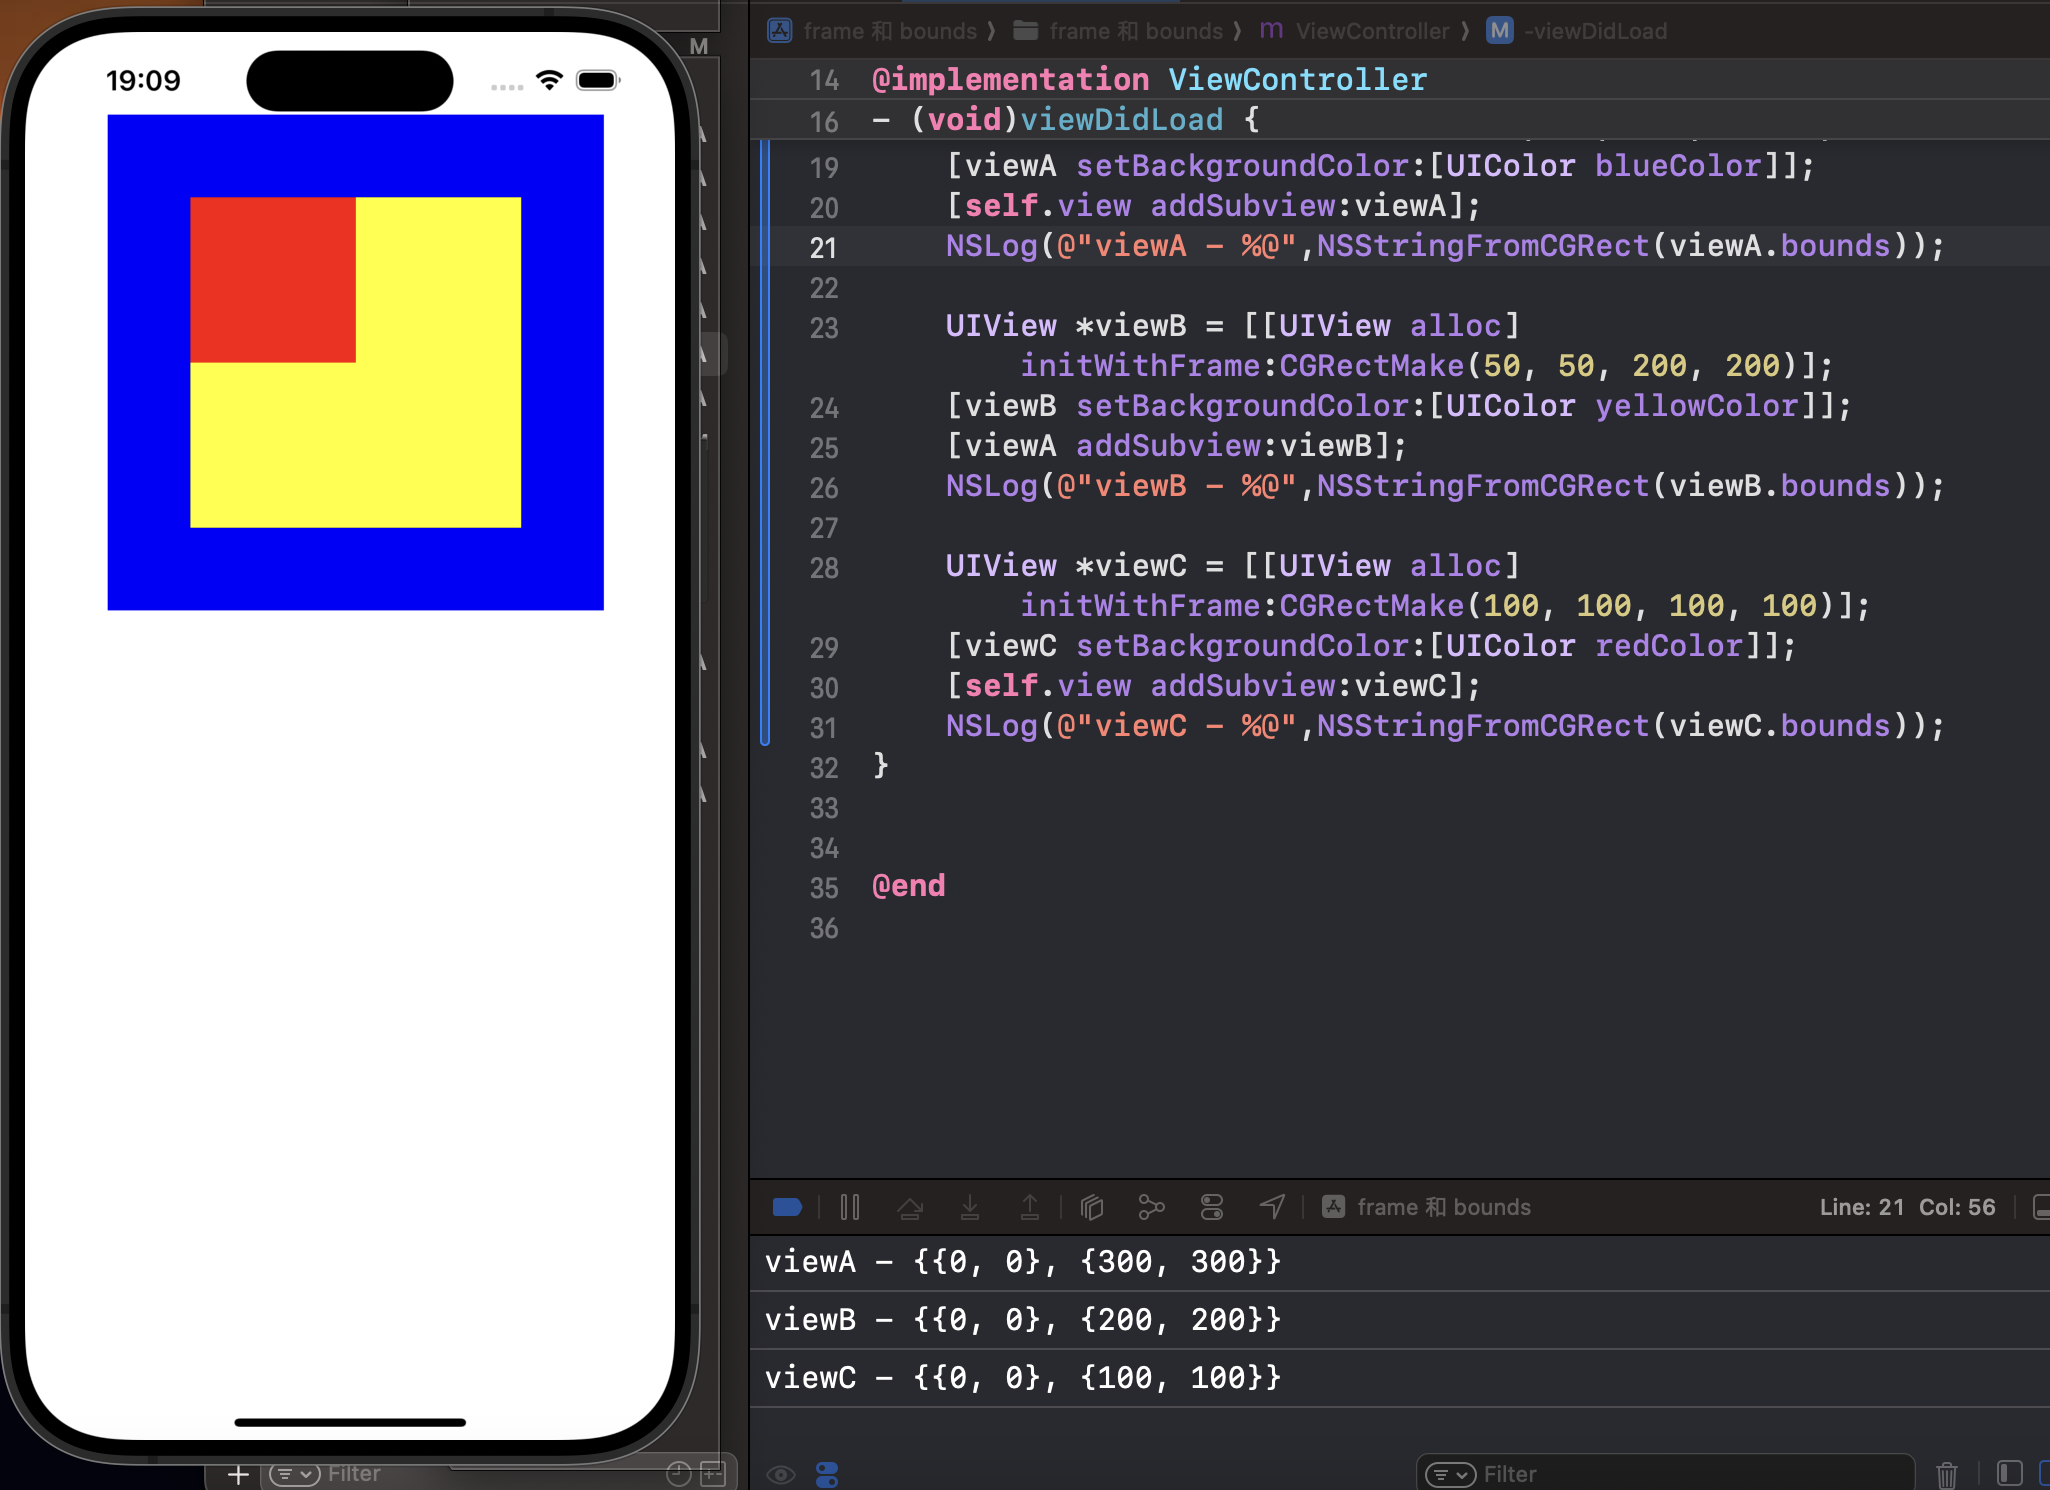 19:09
M
frame 和 bounds ⟩ frame 和 bounds ⟩ m ViewController ⟩ M -viewDidLoad
14 @implementation ViewController
16 - (void)viewDidLoad {
19 [viewA setBackgroundColor:[UIColor blueColor]];
20 [self.view addSubview:viewA];
21 NSLog(@"viewA - %@",NSStringFromCGRect(viewA.bounds));
22
23 UIView *viewB = [[UIView alloc]
initWithFrame:CGRectMake(50, 50, 200, 200)];
24 [viewB setBackgroundColor:[UIColor yellowColor]];
25 [viewA addSubview:viewB];
26 NSLog(@"viewB - %@",NSStringFromCGRect(viewB.bounds));
27
28 UIView *viewC = [[UIView alloc]
initWithFrame:CGRectMake(100, 100, 100, 100)];
29 [viewC setBackgroundColor:[UIColor redColor]];
30 [self.view addSubview:viewC];
31 NSLog(@"viewC - %@",NSStringFromCGRect(viewC.bounds));
32 }
33
34
35 @end
36
frame 和 bounds
Line: 21 Col: 56
viewA - {{0, 0}, {300, 300}}
viewB - {{0, 0}, {200, 200}}
viewC - {{0, 0}, {100, 100}}
Filter
Filter